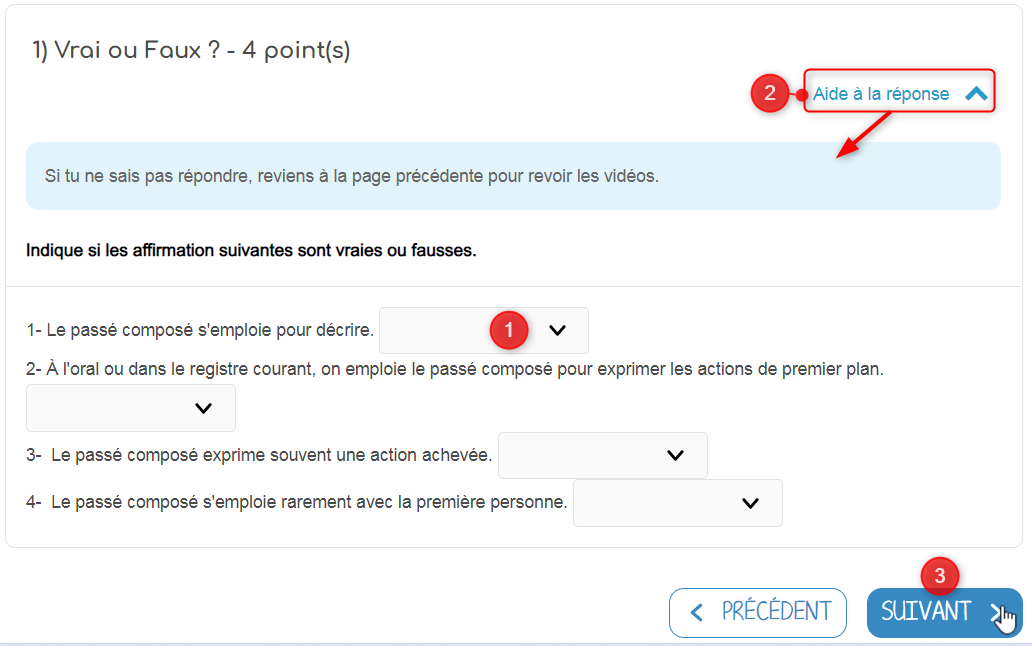 1) Vrai ou Faux ? - 4 point(s)
2
Aide à la réponse
Si tu ne sais pas répondre, reviens à la page précédente pour revoir les vidéos.
Indique si les affirmation suivantes sont vraies ou fausses.
1- Le passé composé s'emploie pour décrire.
1
2- À l'oral ou dans le registre courant, on emploie le passé composé pour exprimer les actions de premier plan.
3- Le passé composé exprime souvent une action achevée.
4- Le passé composé s'emploie rarement avec la première personne.
3
PRÉCÉDENT
SUIVANT